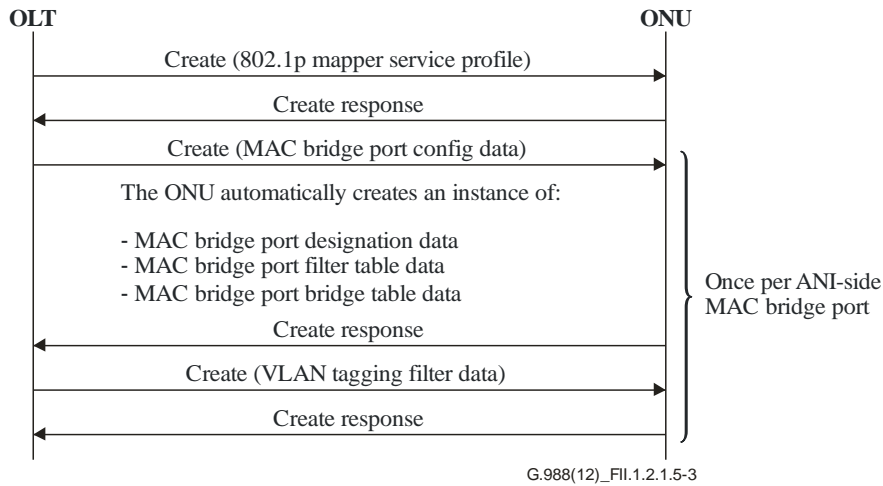 OLT
ONU
Create (802.1p mapper service profile)
Create response
Create (MAC bridge port config data)
The ONU automatically creates an instance of:
- MAC bridge port designation data
- MAC bridge port filter table data
- MAC bridge port bridge table data
Once per ANI-side
MAC bridge port
Create response
Create (VLAN tagging filter data)
Create response
G.988(12)_FII.1.2.1.5-3